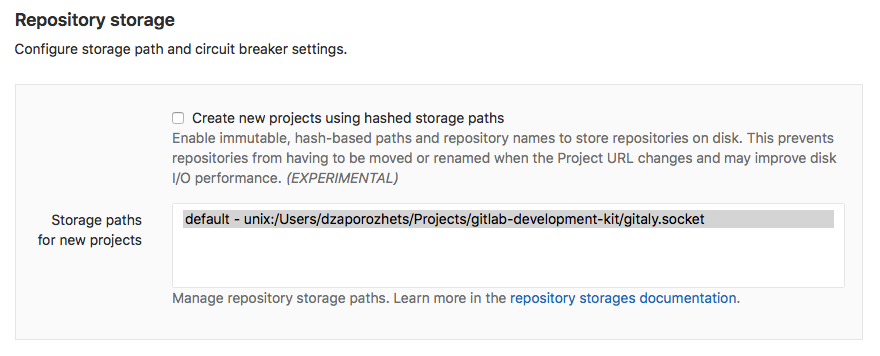 Repository storage
Configure storage path and circuit breaker settings.
Create new projects using hashed storage paths
Enable immutable, hash-based paths and repository names to store repositories on disk. This prevents
repositories from having to be moved or renamed when the Project URL changes and may improve disk
I/O performance. (EXPERIMENTAL)
Storage paths
for new projects
default - unix:/Users/dzaporozhets/Projects/gitlab-development-kit/gitaly.socket
Manage repository storage paths. Learn more in the repository storages documentation.